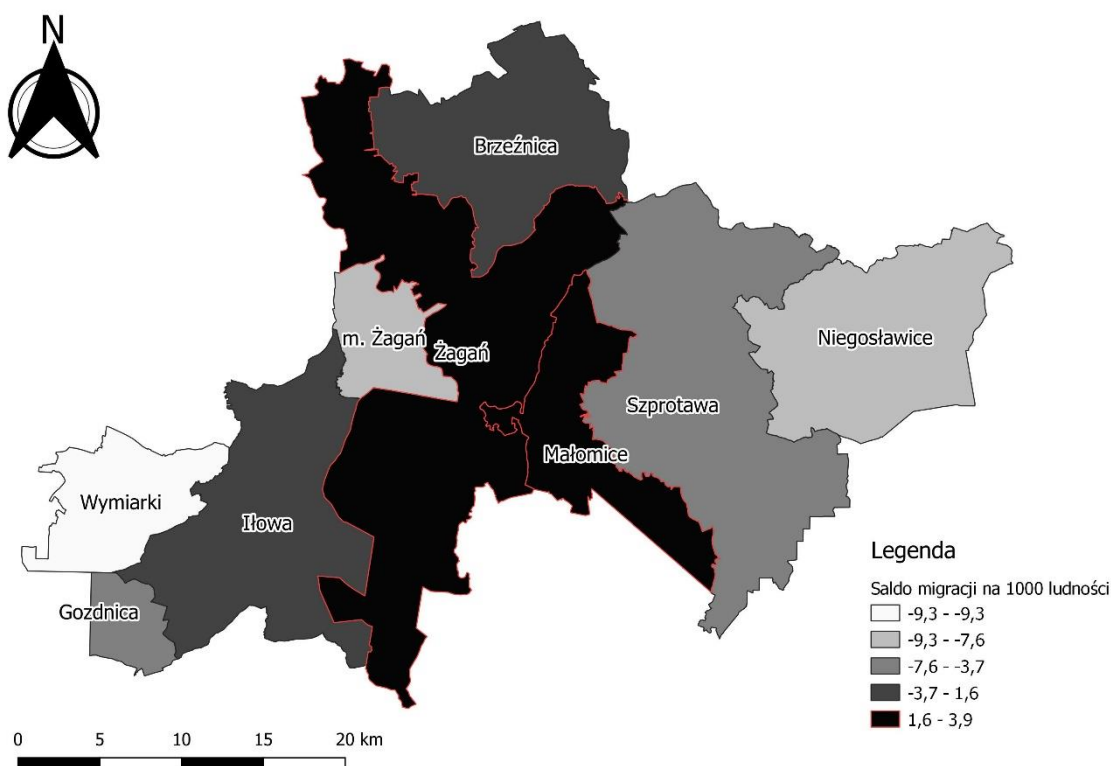 N
Brzeźnica
m. Żagań
Żagań
Niegosławice
Szprotawa
Małomice
Wymiarki
Iłowa
Gozdnica
Legenda
Saldo migracji na 1000 ludności
-9,3 - -9,3
-9,3 - -7,6
-7,6 - -3,7
-3,7 - 1,6
1,6 - 3,9
0 5 10 15 20 km